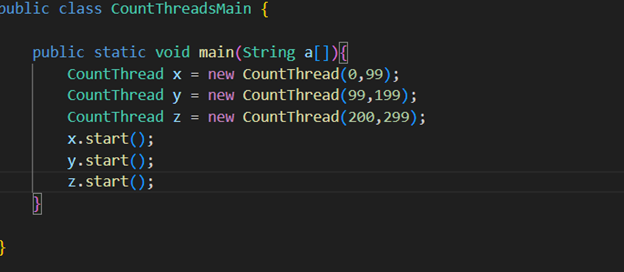 public class CountThreadsMain {
public static void main(String a[]){
CountThread x = new CountThread(0,99);
CountThread y = new CountThread(99,199);
CountThread z = new CountThread(200,299);
x.start();
y.start();
z.start();
}
}